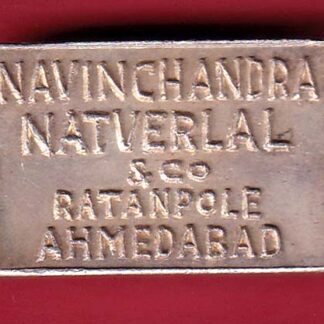 NAVINCHANDRA
NATVERLAL
& CO
RATANPOLE
AHMEDABAD